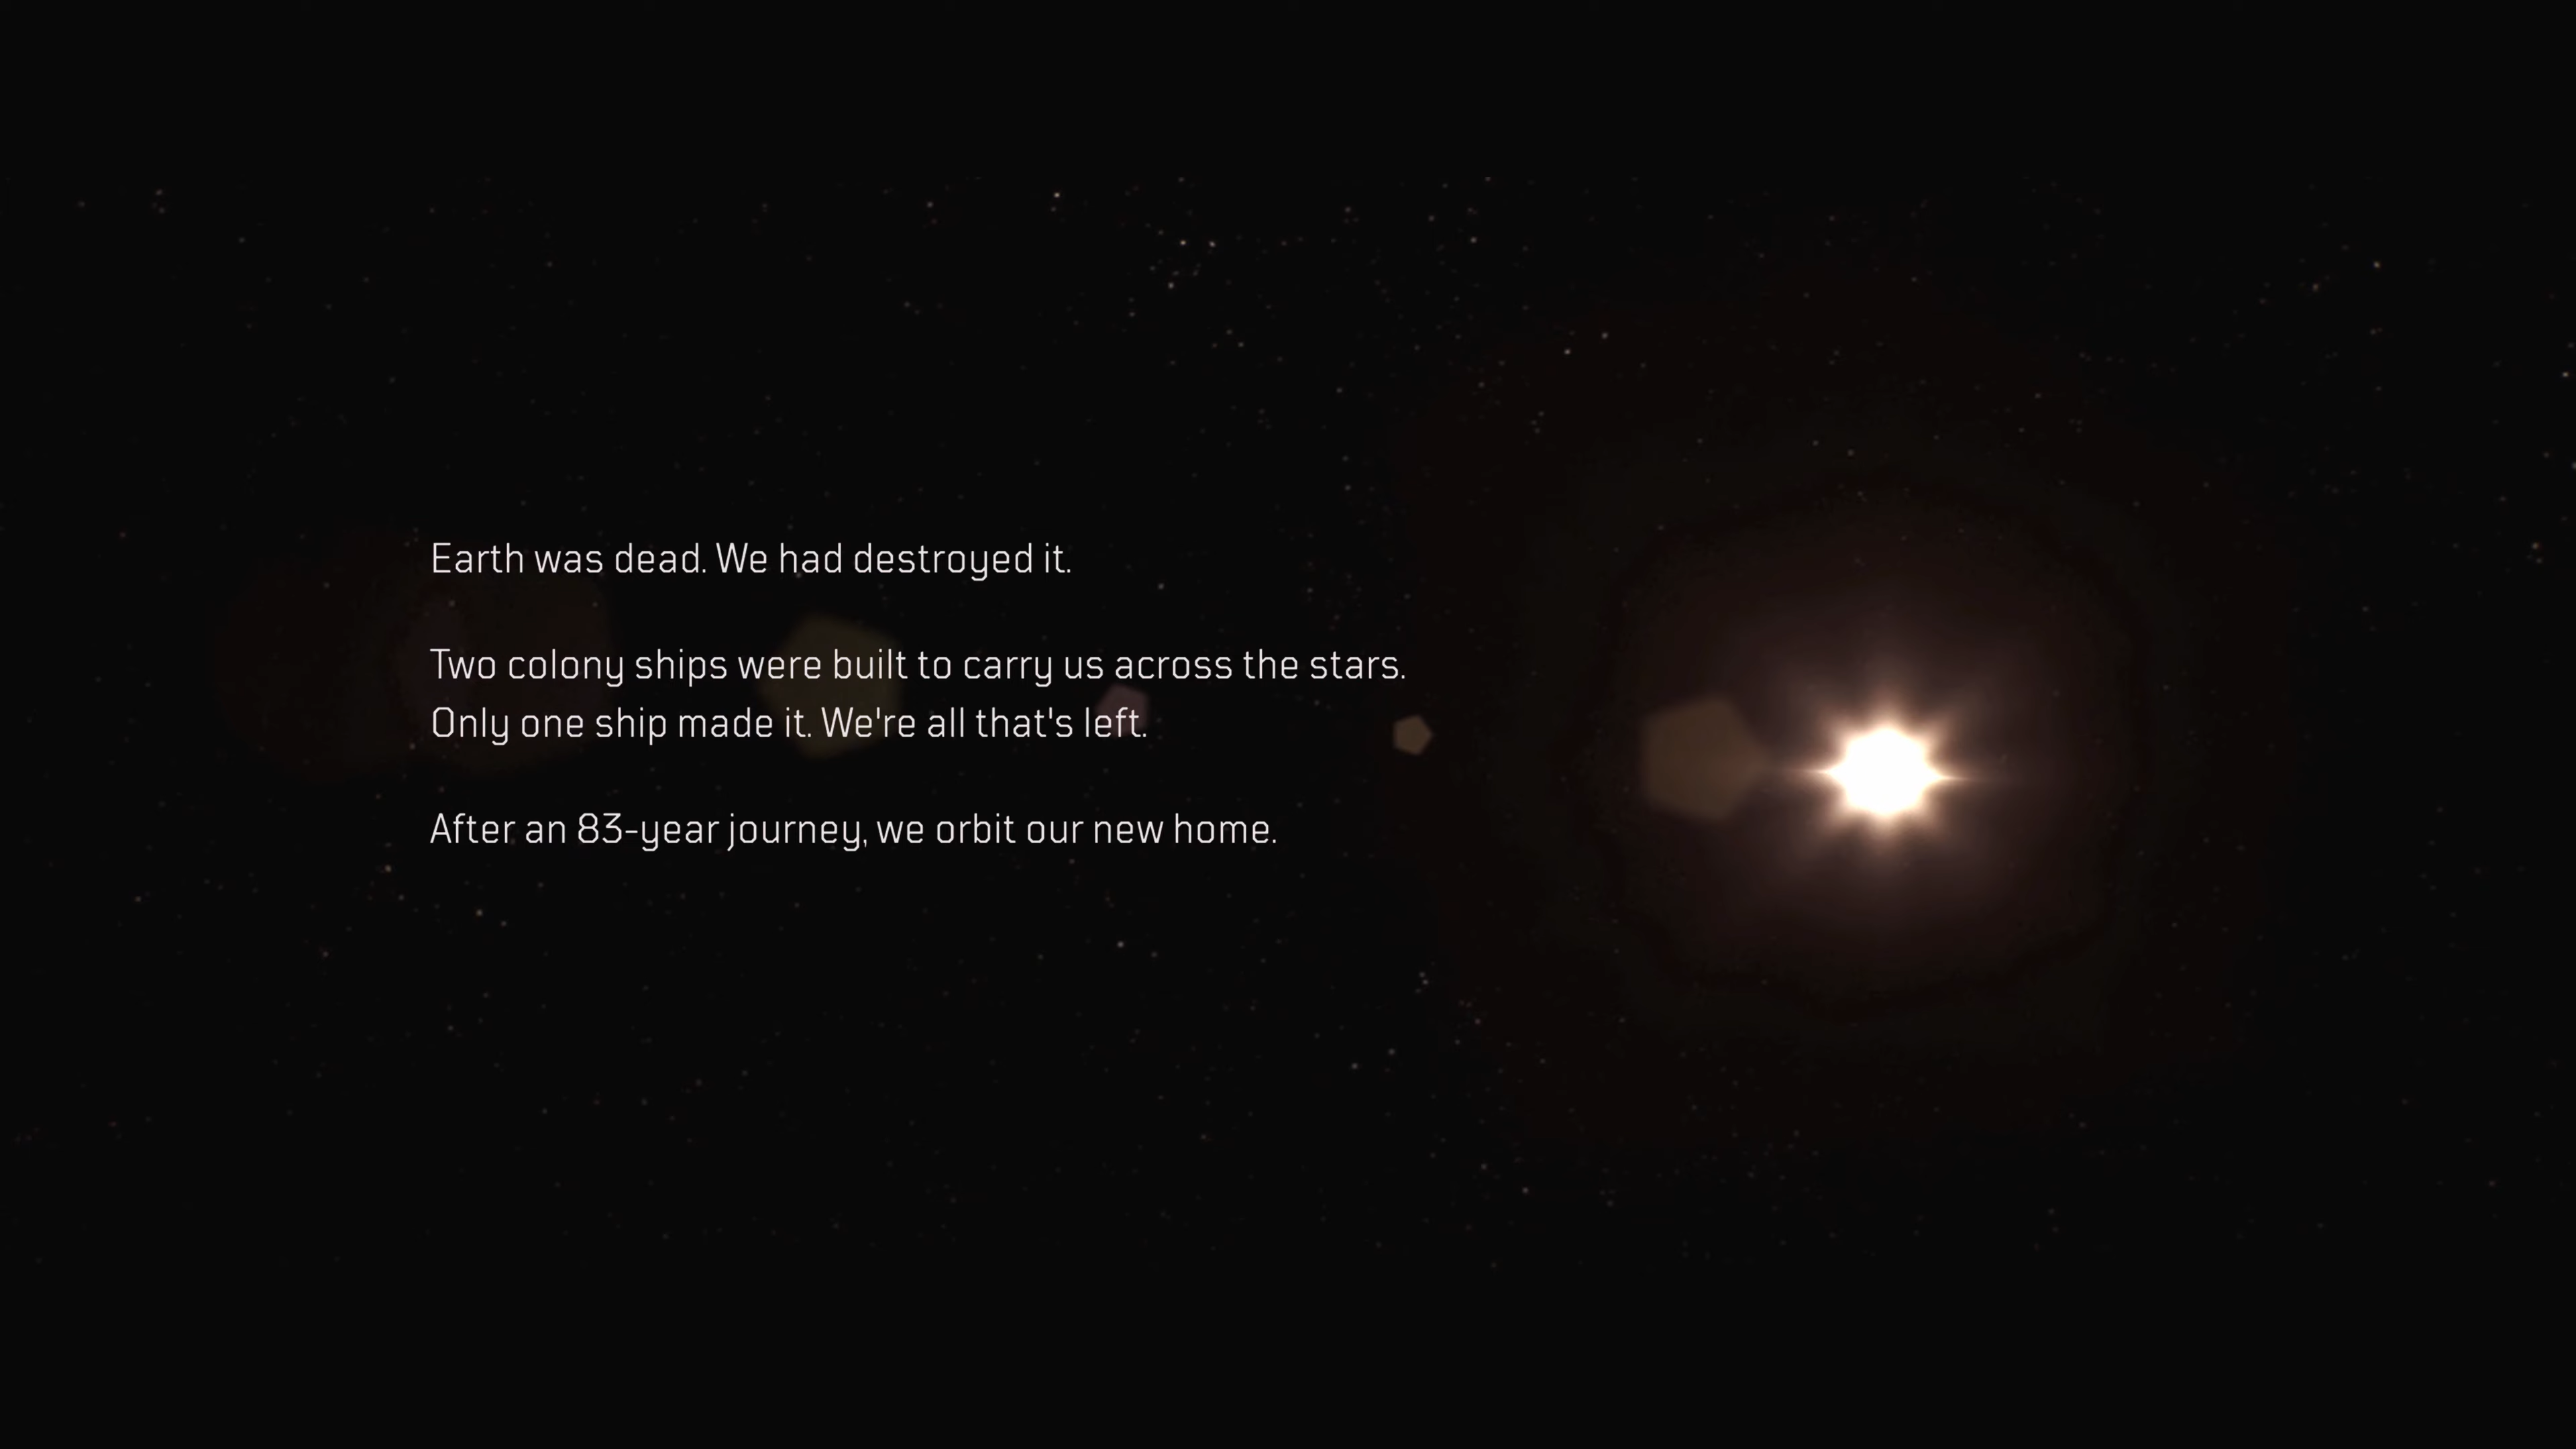 Earth was dead. We had destroyed it.
Two colony ships were built to carry us across the stars.
Only one ship made it. We're all that's left.
After an 83-year journey, we orbit our new home.